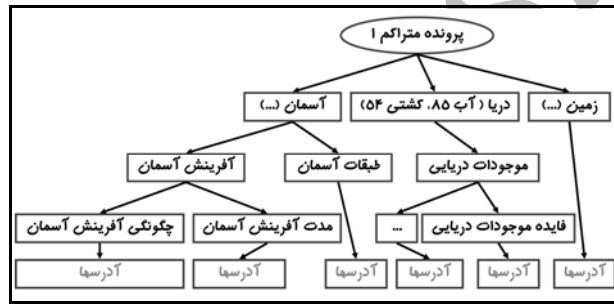 پرونده متراکم ۱
آسمان (...) دریا ( آب ۸۵، کشتی ۵۴) زمین (...)
آفرینش آسمان طبقات آسمان موجودات دریایی
چگونگی آفرینش آسمان مدت آفرینش آسمان ... فایده موجودات دریایی
آدرسها آدرسها آدرسها آدرسها آدرسها آدرسها